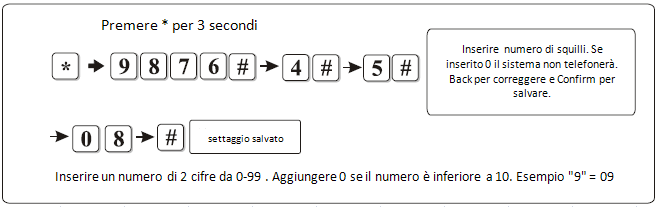 Premere * per 3 secondi
* → 9 8 7 6 # → 4 # → 5 #
Inserire numero di squilli. Se
inserito 0 il sistema non telefonerà.
Back per correggere e Confirm per
salvare.
→ 0 8 → # settaggio salvato
Inserire un numero di 2 cifre da 0-99 . Aggiungere 0 se il numero è inferiore a 10. Esempio "9" = 09